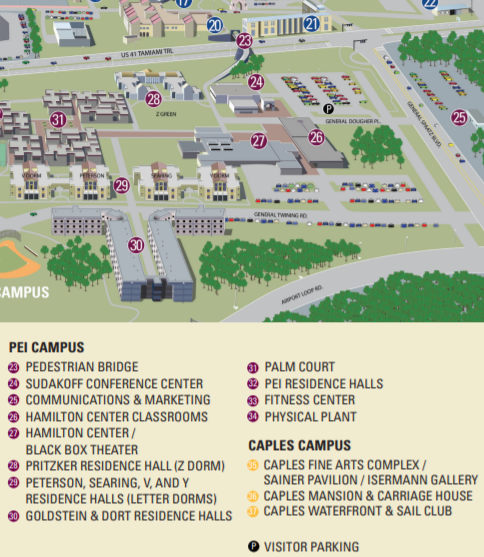 17
20
21
22
US 41 TAMIAMI TRL
23
24
28
Z GREEN
P
GENERAL DOUGHER PL.
GENERAL SPAATZ BLVD.
25
31
27
26
V DORM
PETERSON
SEARING
Y DORM
29
GENERAL TWINING RD.
30
AIRPORT LOOP RD.
CAMPUS
PEI CAMPUS
23 PEDESTRIAN BRIDGE
24 SUDAKOFF CONFERENCE CENTER
25 COMMUNICATIONS & MARKETING
26 HAMILTON CENTER CLASSROOMS
27 HAMILTON CENTER /
BLACK BOX THEATER
28 PRITZKER RESIDENCE HALL (Z DORM)
29 PETERSON, SEARING, V, AND Y
RESIDENCE HALLS (LETTER DORMS)
30 GOLDSTEIN & DORT RESIDENCE HALLS
31 PALM COURT
32 PEI RESIDENCE HALLS
33 FITNESS CENTER
34 PHYSICAL PLANT
CAPLES CAMPUS
35 CAPLES FINE ARTS COMPLEX /
SAINER PAVILION / ISERMANN GALLERY
36 CAPLES MANSION & CARRIAGE HOUSE
37 CAPLES WATERFRONT & SAIL CLUB
P VISITOR PARKING